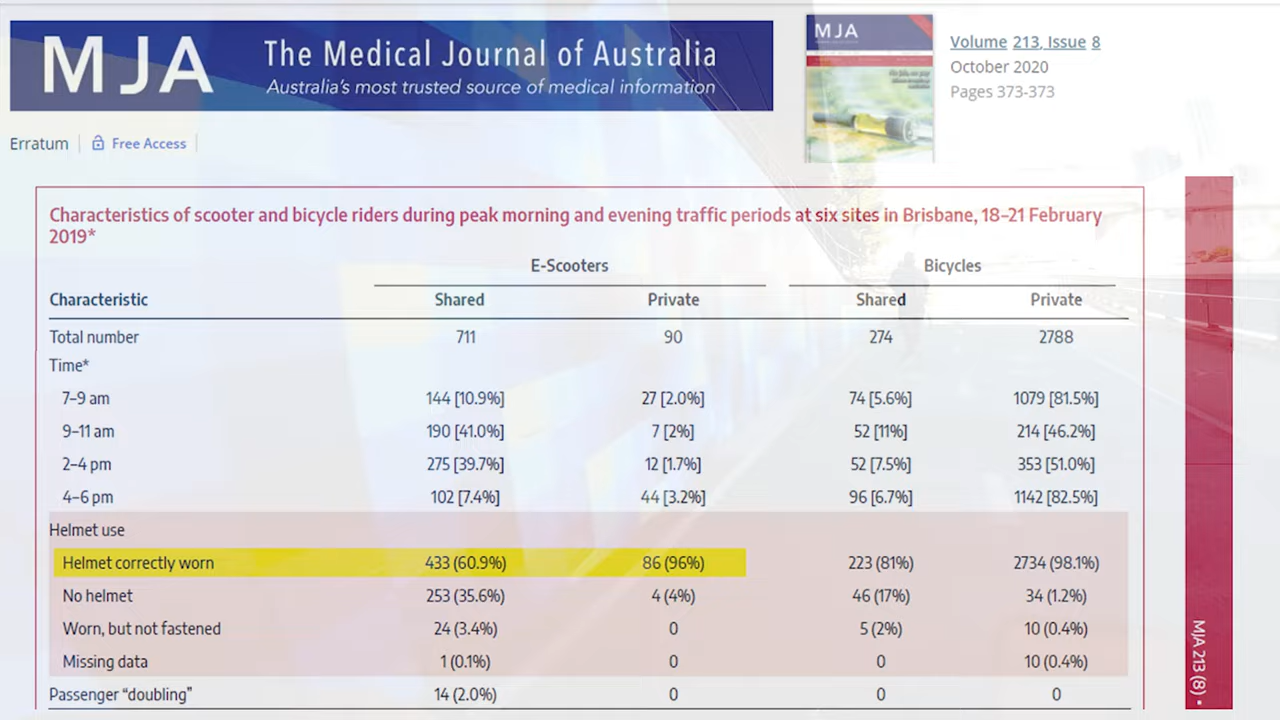 MJA The Medical Journal of Australia
Australia's most trusted source of medical information
MJA
Volume 213, Issue 8
October 2020
Pages 373-373
Erratum Free Access
Characteristics of scooter and bicycle riders during peak morning and evening traffic periods at six sites in Brisbane, 18–21 February
2019*
E-Scooters Bicycles
Characteristic Shared Private Shared Private
Total number 711 90 274 2788
Time*
7–9 am 144 [10.9%] 27 [2.0%] 74 [5.6%] 1079 [81.5%]
9–11 am 190 [41.0%] 7 [2%] 52 [11%] 214 [46.2%]
2–4 pm 275 [39.7%] 12 [1.7%] 52 [7.5%] 353 [51.0%]
4–6 pm 102 [7.4%] 44 [3.2%] 96 [6.7%] 1142 [82.5%]
Helmet use
Helmet correctly worn 433 (60.9%) 86 (96%) 223 (81%) 2734 (98.1%)
No helmet 253 (35.6%) 4 (4%) 46 (17%) 34 (1.2%)
Worn, but not fastened 24 (3.4%) 0 5 (2%) 10 (0.4%)
Missing data 1 (0.1%) 0 0 10 (0.4%)
Passenger “doubling” 14 (2.0%) 0 0 0
MJA 213 (8) •